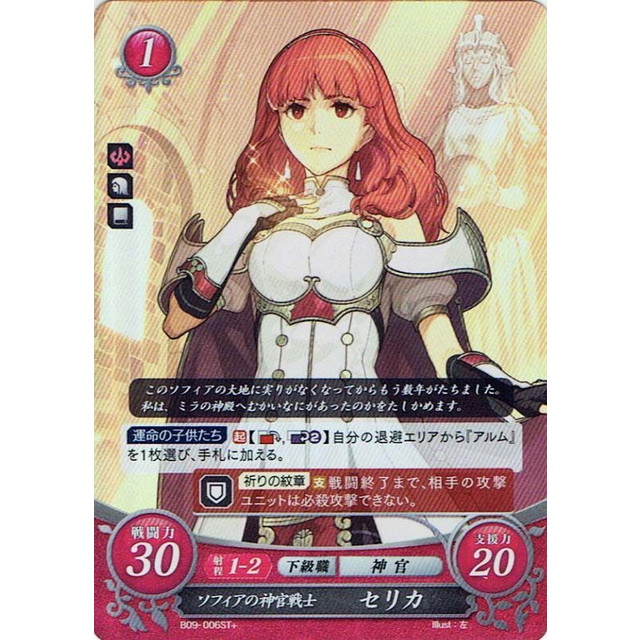 1
このソフィアの大地に実りがなくなってからもう数年がたちました。
私は、ミラの神殿へむかいなにがあったのかをたしかめます。
運命の子供たち 起【 , 2】自分の退避エリアから『アルム』
を1枚選び、手札に加える。
祈りの紋章 支 戦闘終了まで、相手の攻撃
ユニットは必殺攻撃できない。
戦闘力
30
射程 1-2 下級職 神官
支援力
20
ソフィアの神官戦士 セリカ
B09-006ST+
Illust:左